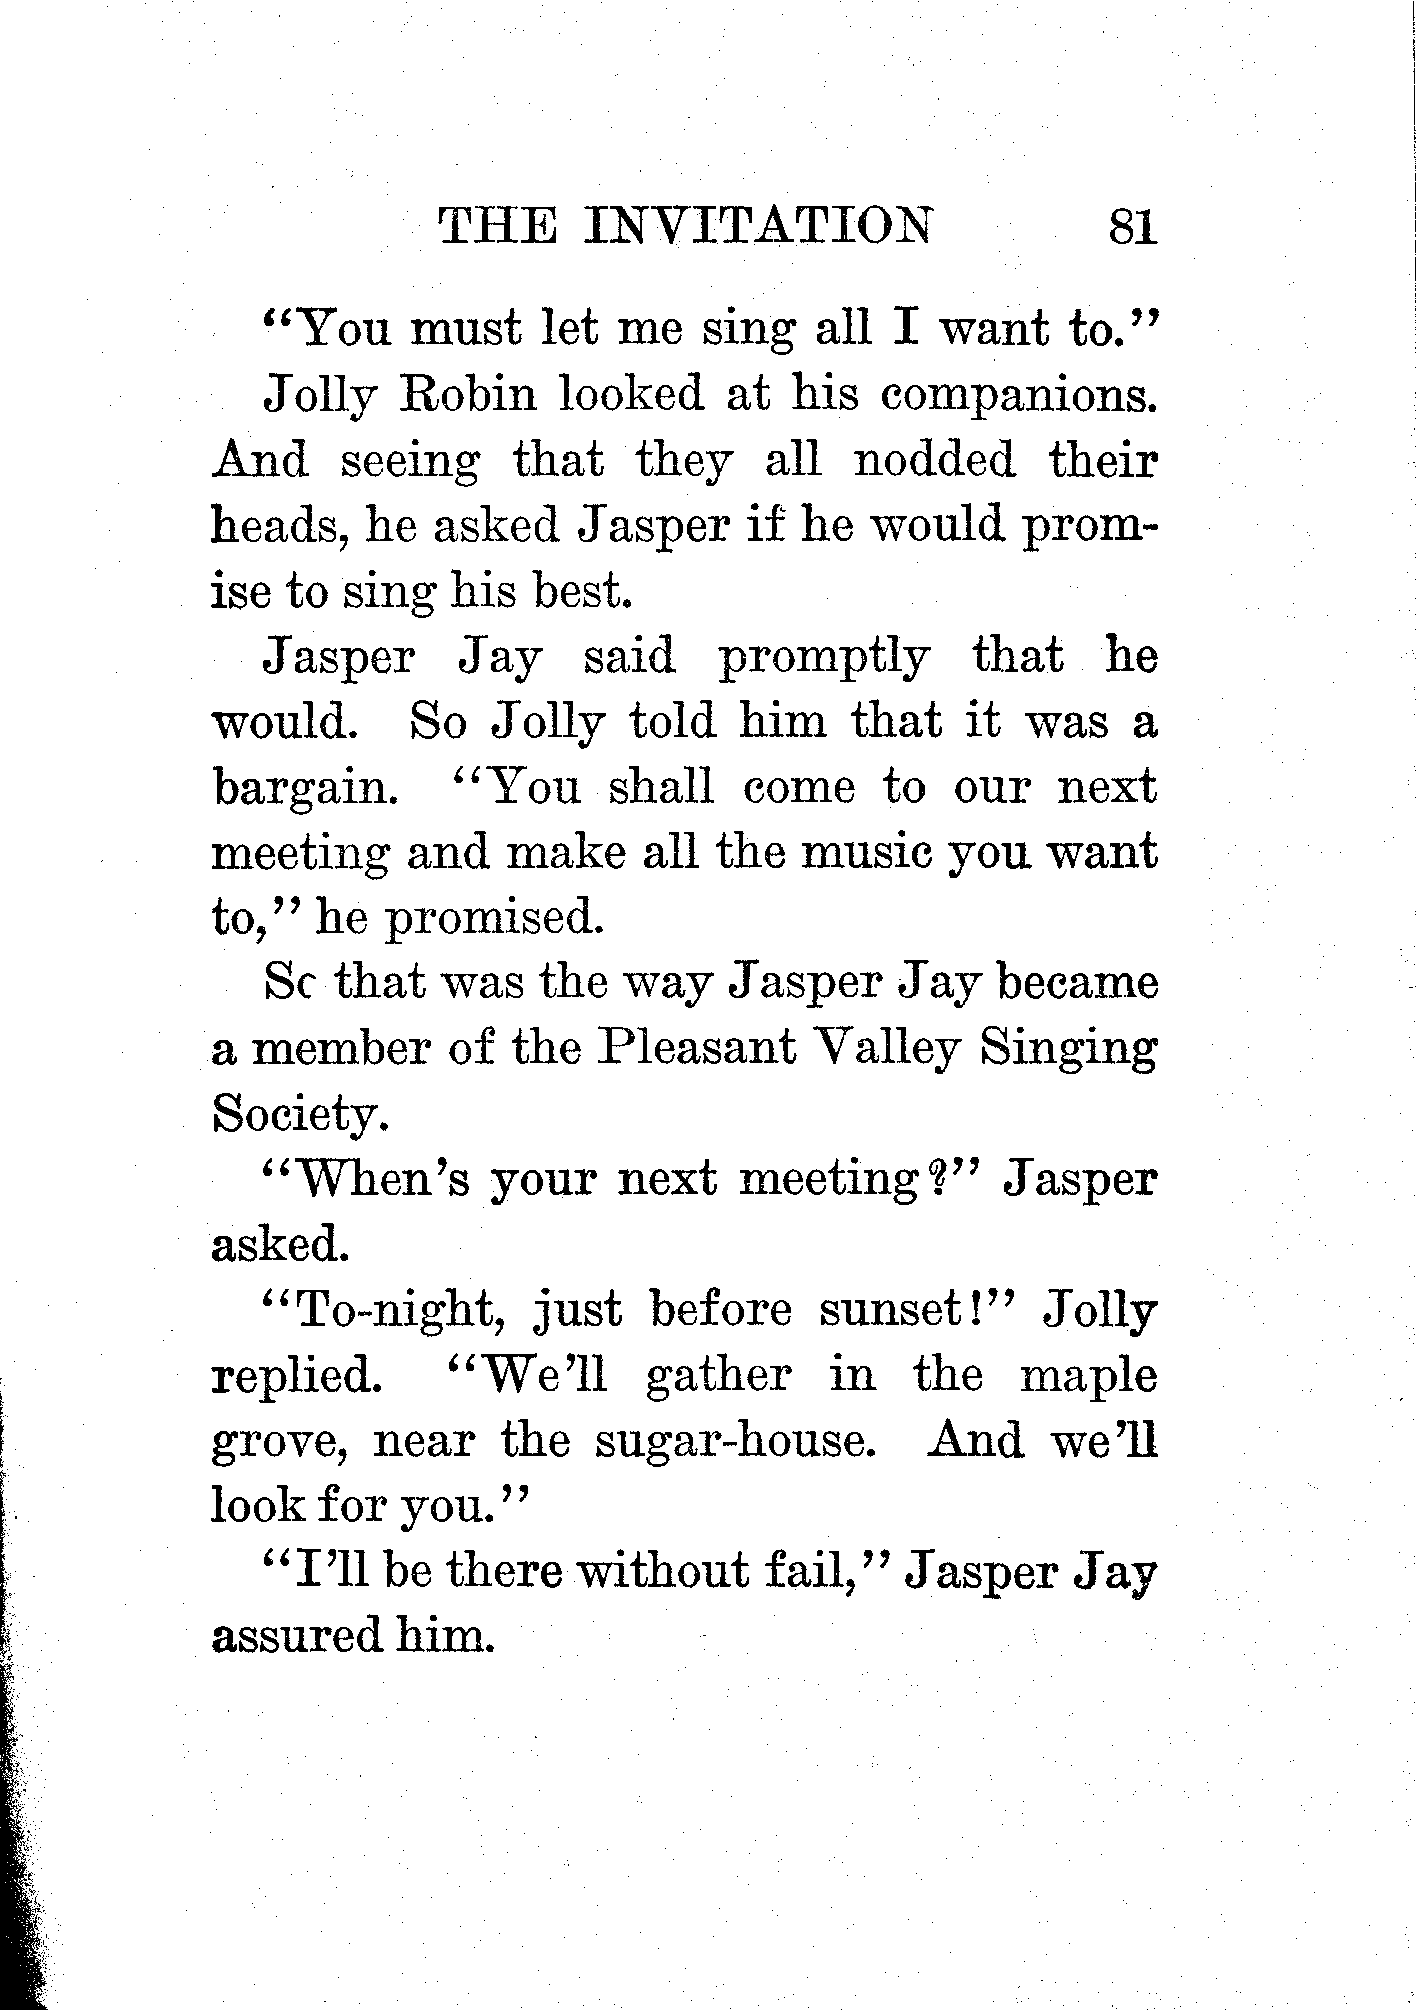 THE INVITATION 81
"You must let me sing all I want to."
Jolly Robin looked at his companions.
And seeing that they all nodded their
heads, he asked Jasper if he would prom-
ise to sing his best.
Jasper Jay said promptly that he
would. So Jolly told him that it was a
bargain. "You shall come to our next
meeting and make all the music you want
to," he promised.
Sc that was the way Jasper Jay became
a member of the Pleasant Valley Singing
Society.
"When's your next meeting?" Jasper
asked.
"To-night, just before sunset!" Jolly
replied. "We'll gather in the maple
grove, near the sugar-house. And we'll
look for you."
"I'll be there without fail," Jasper Jay
assured him.